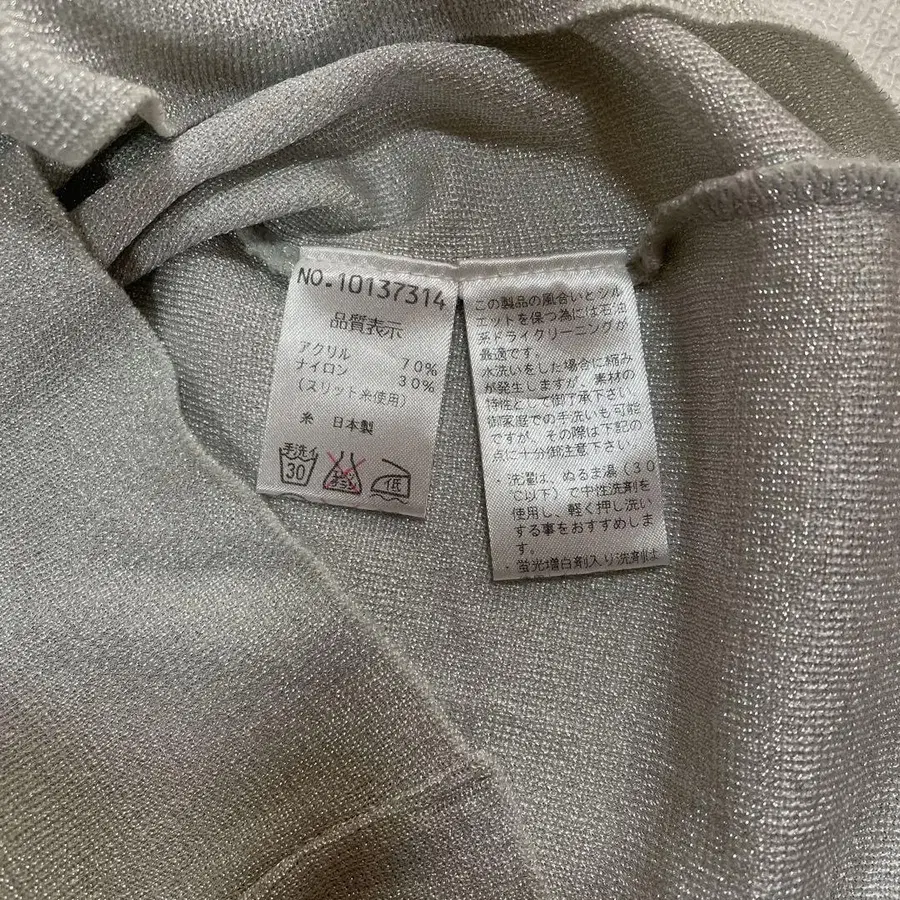 NO.10137314
品質表示
アクリル 70%
ナイロン 30%
(スリット糸使用)
糸 日本製
手洗イ
30
低
この製品の風合いとシル
エットを保つ為には石油
系ドライクリーニングが
最適です。
水洗いをした場合に縮み
が発生しますが、素材の
特性として御了承下さい
御家庭での手洗いも可能
ですが、その際は下記の
点に十分御注意下さい
・洗濯は、ぬるま湯(30
℃以下)で中性洗剤を
使用し、軽く押し洗い
する事をおすすめしま
す。
・蛍光増白剤入り洗剤は